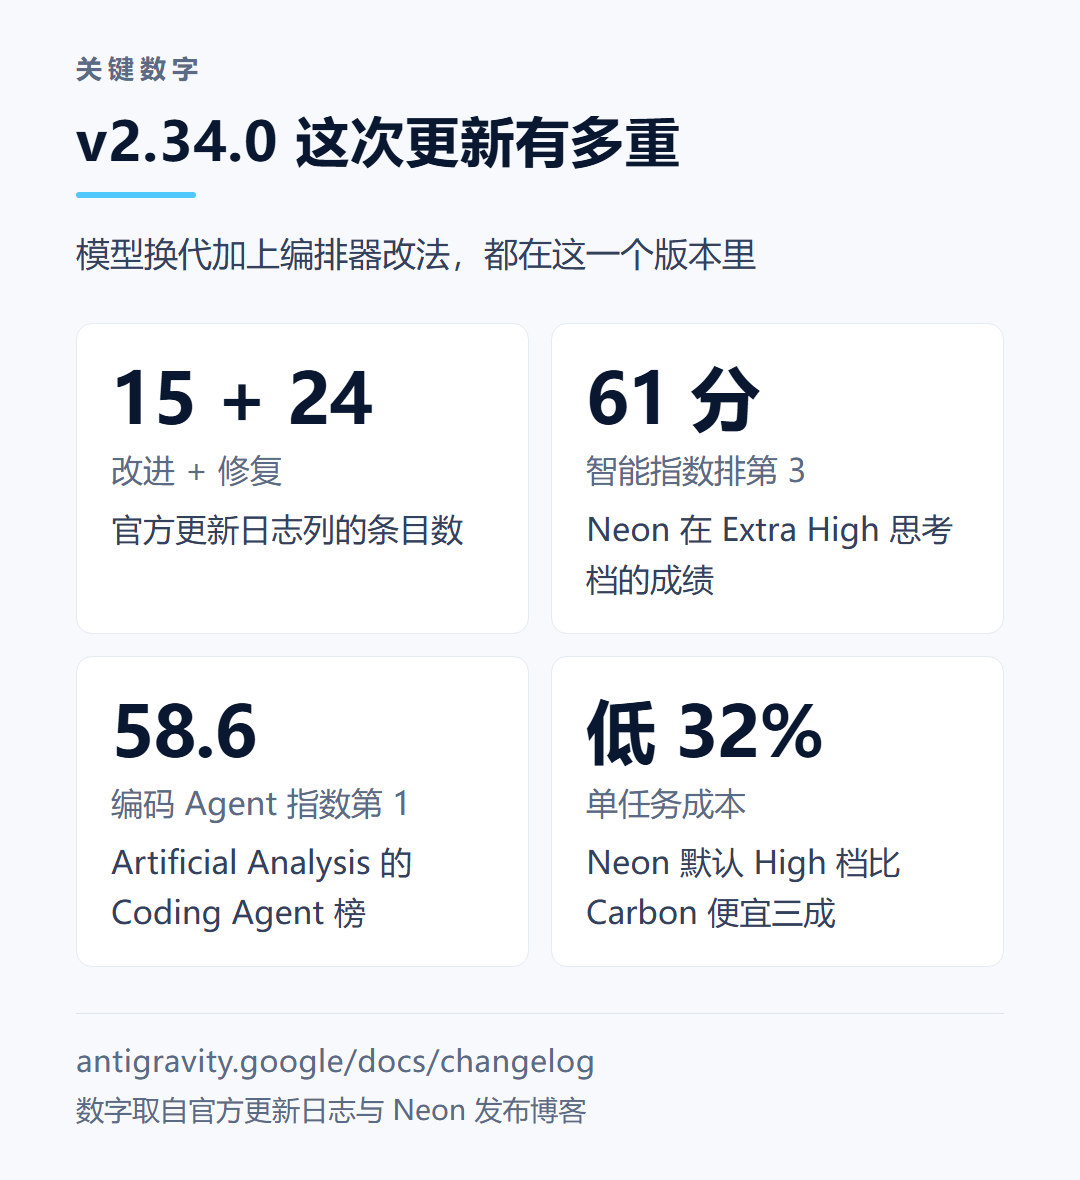 关键数字
v2.34.0 这次更新有多重
模型换代加上编排器改法，都在这一个版本里
15 + 24
改进 + 修复
官方更新日志列的条目数
61 分
智能指数排第 3
Neon 在 Extra High 思考
档的成绩
58.6
编码 Agent 指数第 1
Artificial Analysis 的
Coding Agent 榜
低 32%
单任务成本
Neon 默认 High 档比
Carbon 便宜三成
antigravity.google/docs/changelog
数字取自官方更新日志与 Neon 发布博客